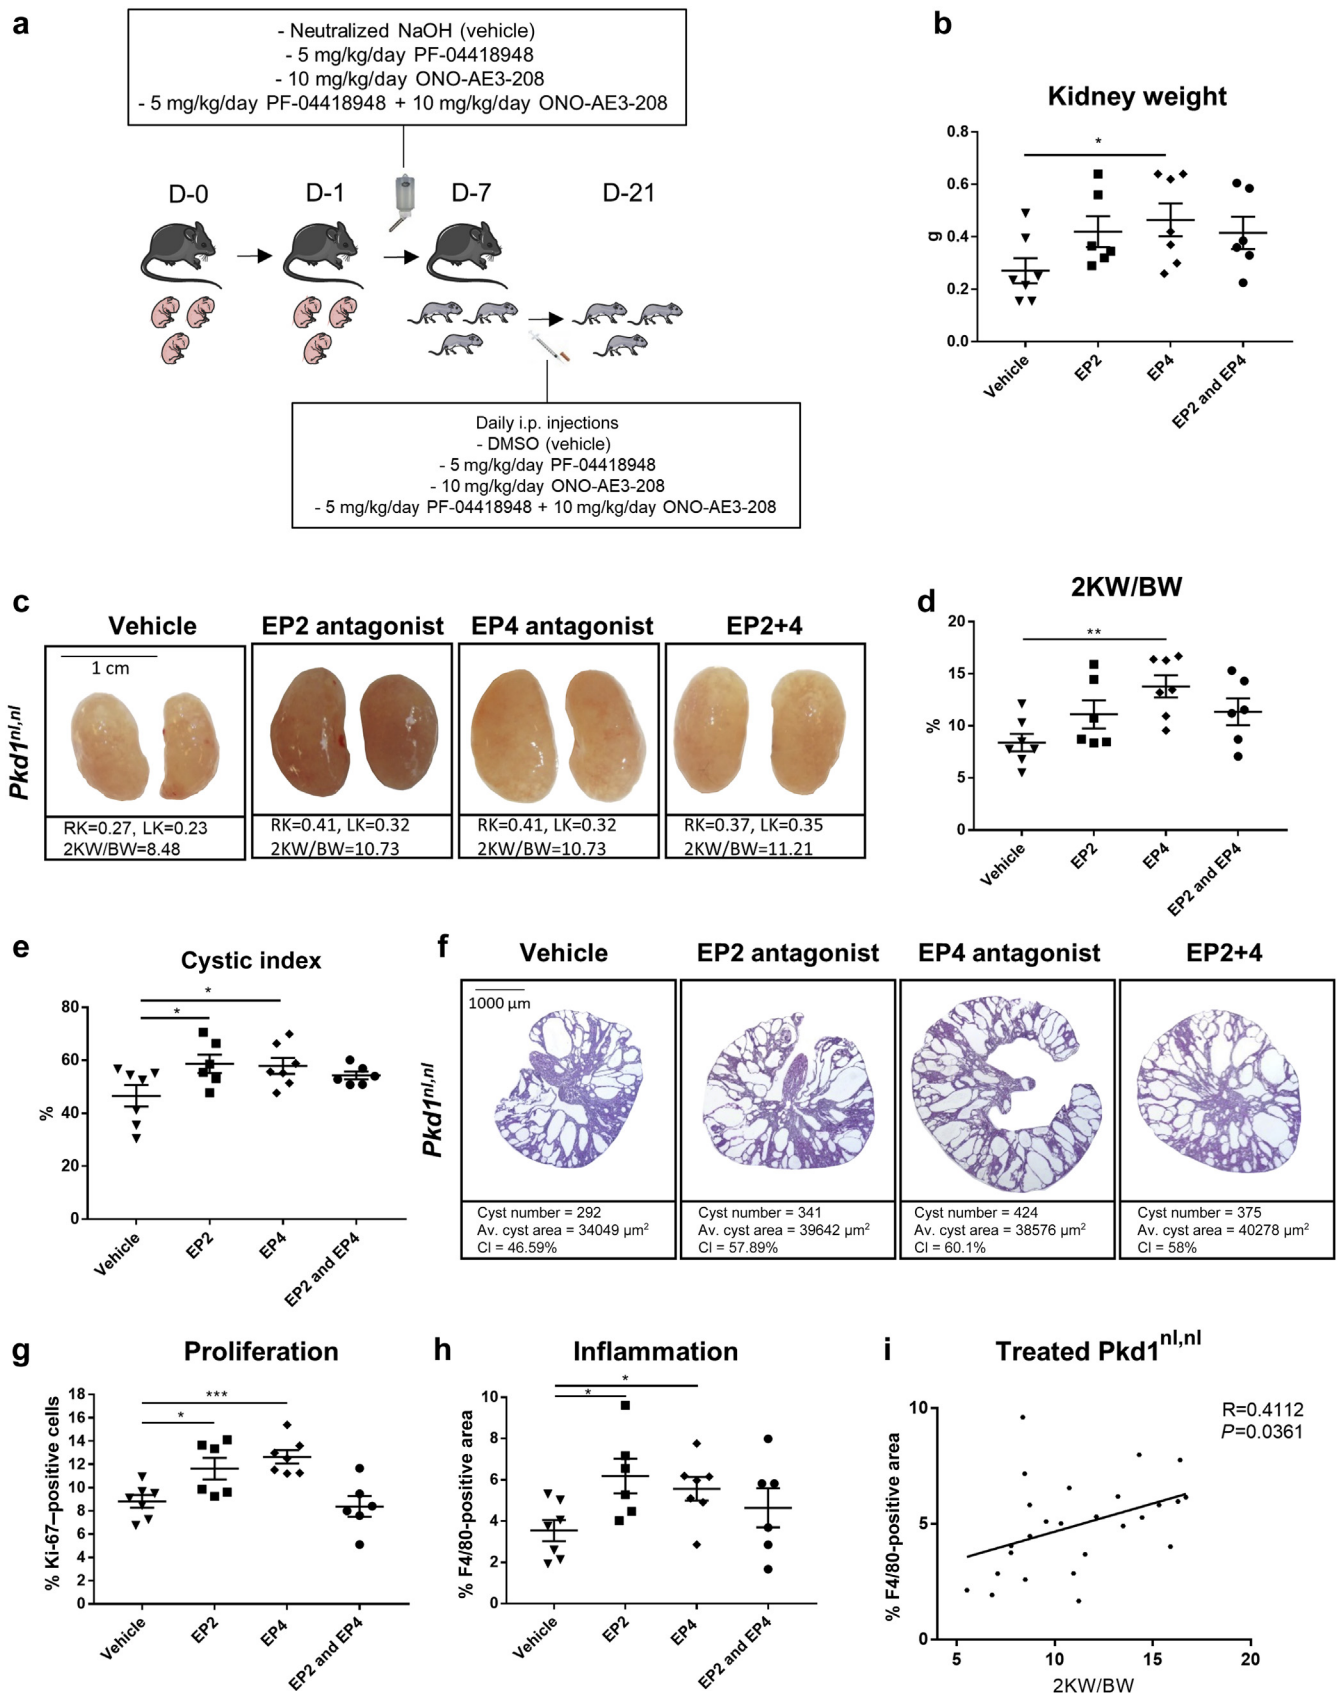 a
- Neutralized NaOH (vehicle)
- 5 mg/kg/day PF-04418948
- 10 mg/kg/day ONO-AE3-208
- 5 mg/kg/day PF-04418948 + 10 mg/kg/day ONO-AE3-208
D-0 D-1 D-7 D-21
Daily i.p. injections
- DMSO (vehicle)
- 5 mg/kg/day PF-04418948
- 10 mg/kg/day ONO-AE3-208
- 5 mg/kg/day PF-04418948 + 10 mg/kg/day ONO-AE3-208
b
Kidney weight
0.8
0.6
0.4
0.2
0.0
g
*
Vehicle EP2 EP4 EP2 and EP4
c
Vehicle EP2 antagonist EP4 antagonist EP2+4
1 cm
Pkd1nl,nl
RK=0.27, LK=0.23
2KW/BW=8.48
RK=0.41, LK=0.32
2KW/BW=10.73
RK=0.41, LK=0.32
2KW/BW=10.73
RK=0.37, LK=0.35
2KW/BW=11.21
d
2KW/BW
20
15
10
5
0
%
**
Vehicle EP2 EP4 EP2 and EP4
e
Cystic index
80
60
40
20
0
%
*
*
Vehicle EP2 EP4 EP2 and EP4
f
Vehicle EP2 antagonist EP4 antagonist EP2+4
1000 µm
Pkd1nl,nl
Cyst number = 292
Av. cyst area = 34049 µm²
CI = 46.59%
Cyst number = 341
Av. cyst area = 39642 µm²
CI = 57.89%
Cyst number = 424
Av. cyst area = 38576 µm²
CI = 60.1%
Cyst number = 375
Av. cyst area = 40278 µm²
CI = 58%
g
Proliferation
18
16
14
12
10
8
6
4
2
0
% Ki-67–positive cells
***
*
Vehicle EP2 EP4 EP2 and EP4
h
Inflammation
10
8
6
4
2
0
% F4/80-positive area
*
*
Vehicle EP2 EP4 EP2 and EP4
i
Treated Pkd1nl,nl
R=0.4112
P=0.0361
10
5
0
% F4/80-positive area
5 10 15 20
2KW/BW